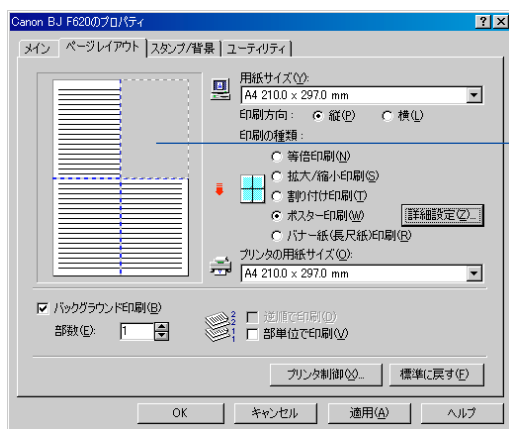 Canon BJ F620のプロパティ
メイン ページレイアウト スタンプ/背景 ユーティリティ
用紙サイズ(Y):
A4 210.0 x 297.0 mm
印刷方向: 縦(P) 横(L)
印刷の種類:
等倍印刷(N)
拡大/縮小印刷(S)
割り付け印刷(T)
ポスター印刷(W) 詳細設定(Z)...
バナー紙(長尺紙)印刷(R)
プリンタの用紙サイズ(O):
A4 210.0 x 297.0 mm
バックグラウンド印刷(B)
部数(E): 1
2 2 1 1
逆順で印刷(D)
部単位で印刷(V)
プリンタ制御(X)... 標準に戻す(F)
OK キャンセル 適用(A) ヘルプ